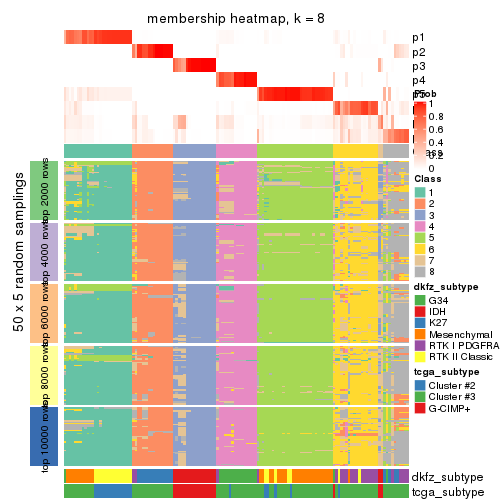 membership heatmap, k = 8
p1
p2
p3
p4
Prob
1
0.8
0.6
0.4
0.2
0
Class
1
2
3
4
5
6
7
8
50 x 5 random samplings
top 2000 rows
top 4000 rows
top 6000 rows
top 8000 rows
top 10000 rows
dkfz_subtype
G34
IDH
K27
Mesenchymal
RTK I PDGFRA
RTK II Classic
tcga_subtype
Cluster #2
Cluster #3
G-CIMP+
dkfz_subtype
tcga_subtype